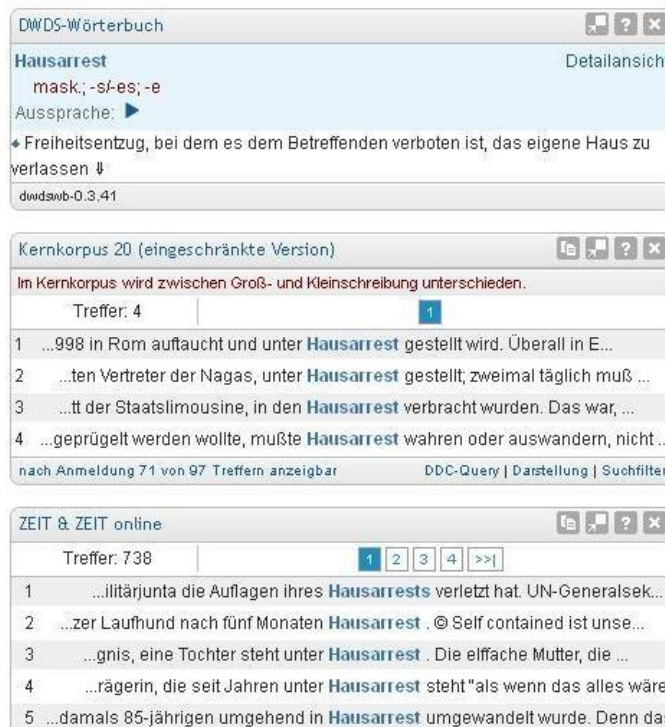 DWDS-Wörterbuch
Hausarrest Detailansich
mask.; -s/-es; -e
Aussprache:
Freiheitsentzug, bei dem es dem Betreffenden verboten ist, das eigene Haus zu
verlassen ⇓
dwdswb-0.3.41
Kernkorpus 20 (eingeschränkte Version)
Im Kernkorpus wird zwischen Groß- und Kleinschreibung unterschieden.
Treffer: 4 1
1 ...998 in Rom auftaucht und unter Hausarrest gestellt wird. Überall in E...
2 ...ten Vertreter der Nagas, unter Hausarrest gestellt; zweimal täglich muß ...
3 ...tt der Staatslimousine, in den Hausarrest verbracht wurden. Das war, ...
4 ...geprügelt werden wollte, mußte Hausarrest wahren oder auswandern, nicht ..
nach Anmeldung 71 von 97 Treffern anzeigbar DDC-Query | Darstellung | Suchfilter
ZEIT & ZEIT online
Treffer: 738 1 2 3 4 >>|
1 ...ilitärjunta die Auflagen ihres Hausarrests verletzt hat. UN-Generalsek...
2 ...zer Laufhund nach fünf Monaten Hausarrest . © Self contained ist unse...
3 ...gnis, eine Tochter steht unter Hausarrest . Die elffache Mutter, die ...
4 ...rägerin, die seit Jahren unter Hausarrest steht "als wenn das alles wäre
5 ...damals 85-jährigen umgehend in Hausarrest umgewandelt wurde. Denn da